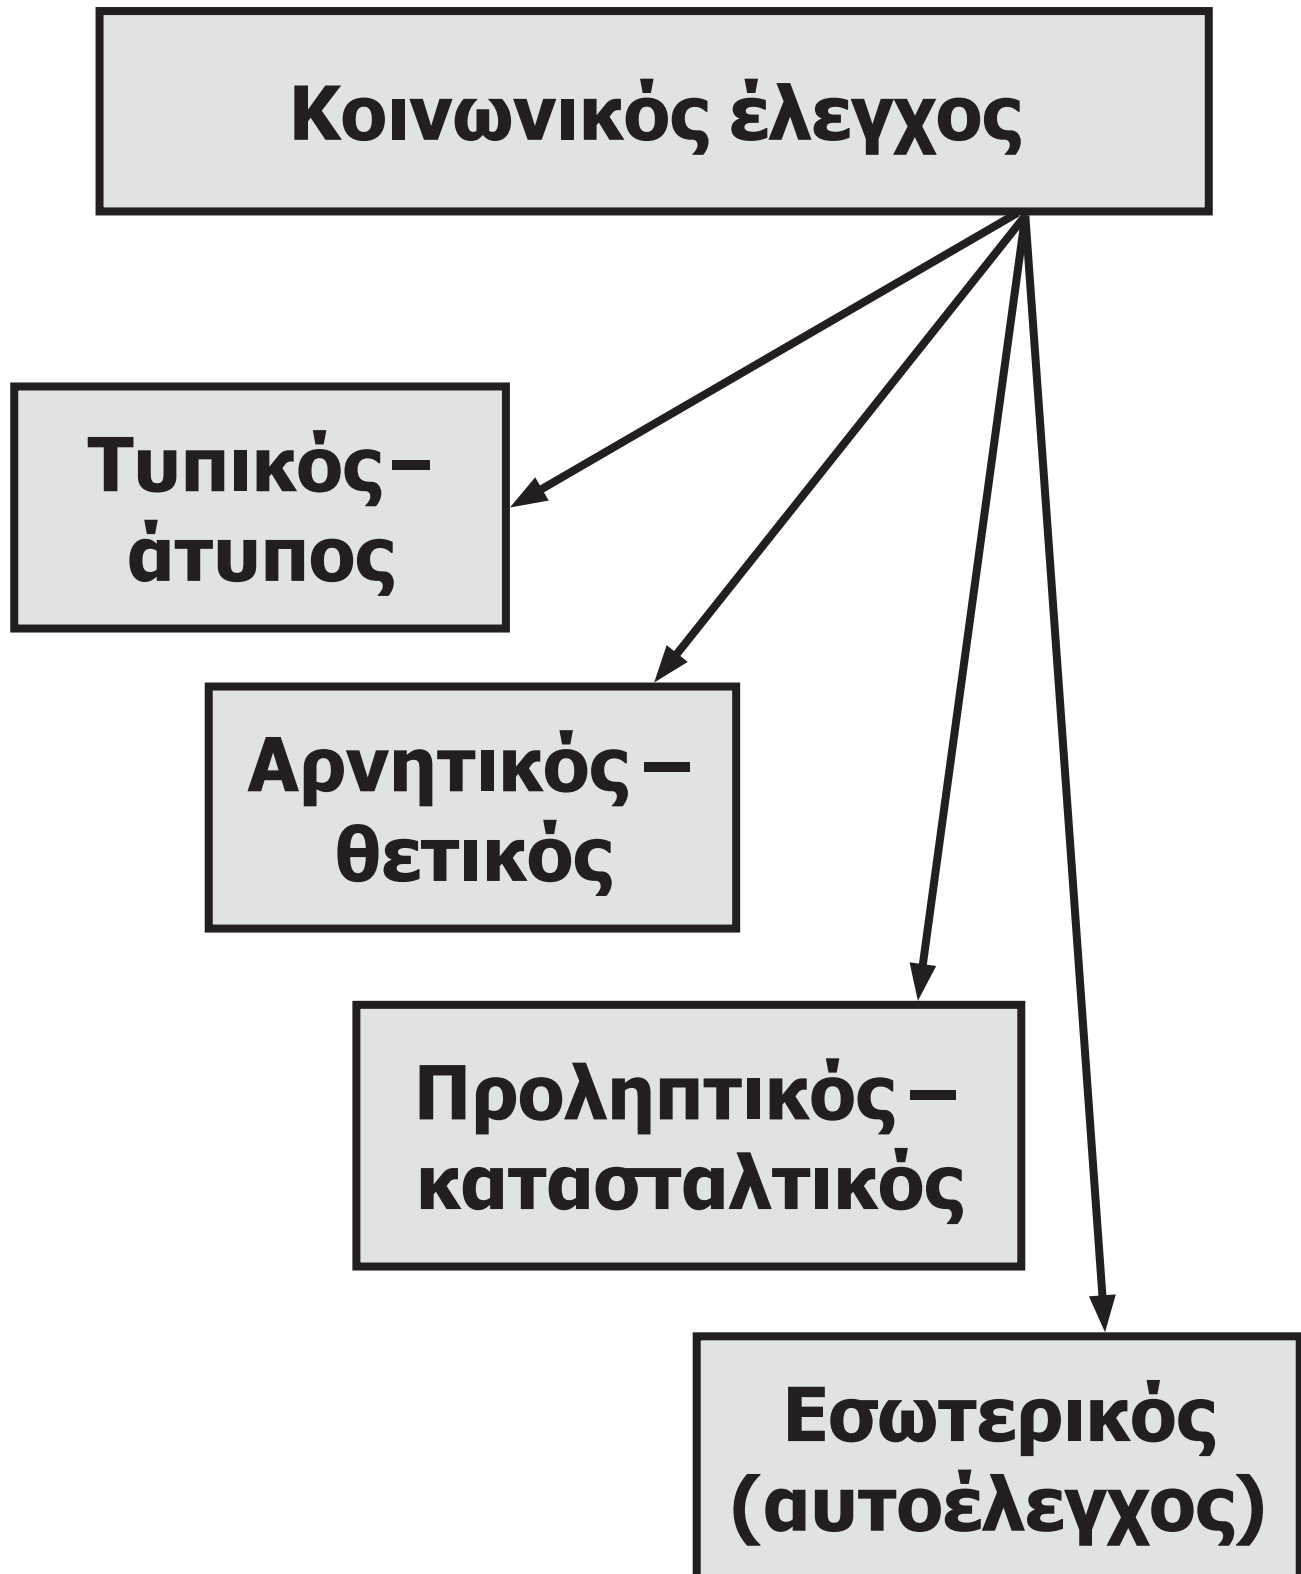 Κοινωνικός έλεγχος
Τυπικός –
άτυπος
Αρνητικός –
θετικός
Προληπτικός –
κατασταλτικός
Εσωτερικός
(αυτοέλεγχος)